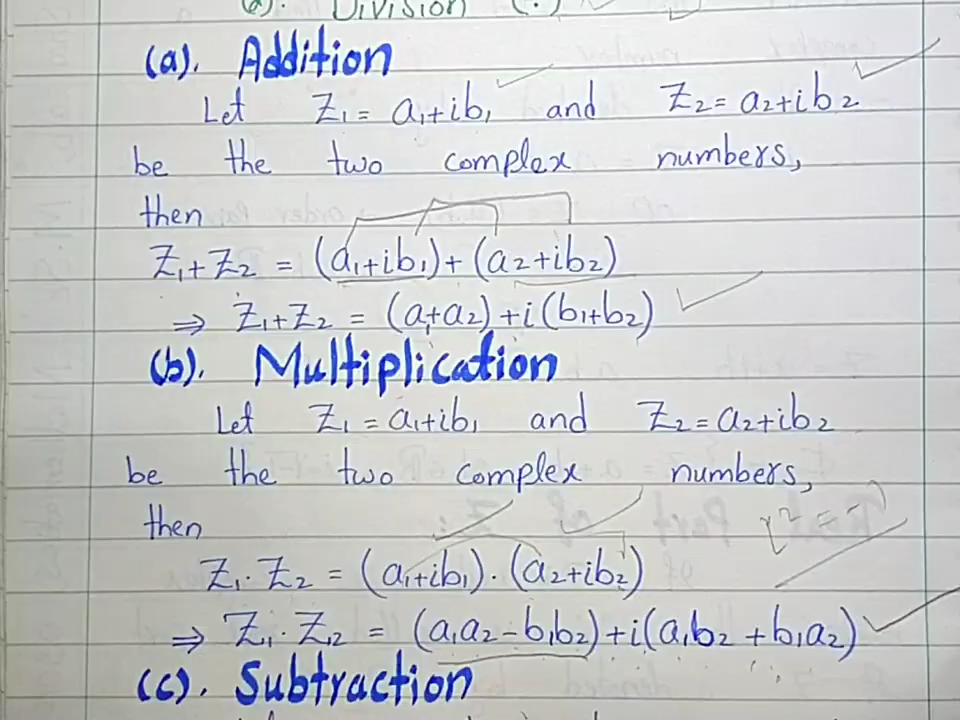 (d). Division (÷)
(a). Addition
Let Z₁ = a₁+ib₁ and Z₂ = a₂+ib₂
be the two complex numbers,
then
Z₁+Z₂ = (a₁+ib₁)+(a₂+ib₂)
⇒ Z₁+Z₂ = (a₁+a₂)+i(b₁+b₂)
(b). Multiplication
Let Z₁ = a₁+ib₁ and Z₂ = a₂+ib₂
be the two complex numbers,
then
Z₁. Z₂ = (a₁+ib₁).(a₂+ib₂)
⇒ Z₁. Z₂ = (a₁a₂-b₁b₂)+i(a₁b₂+b₁a₂)
(c). Subtraction